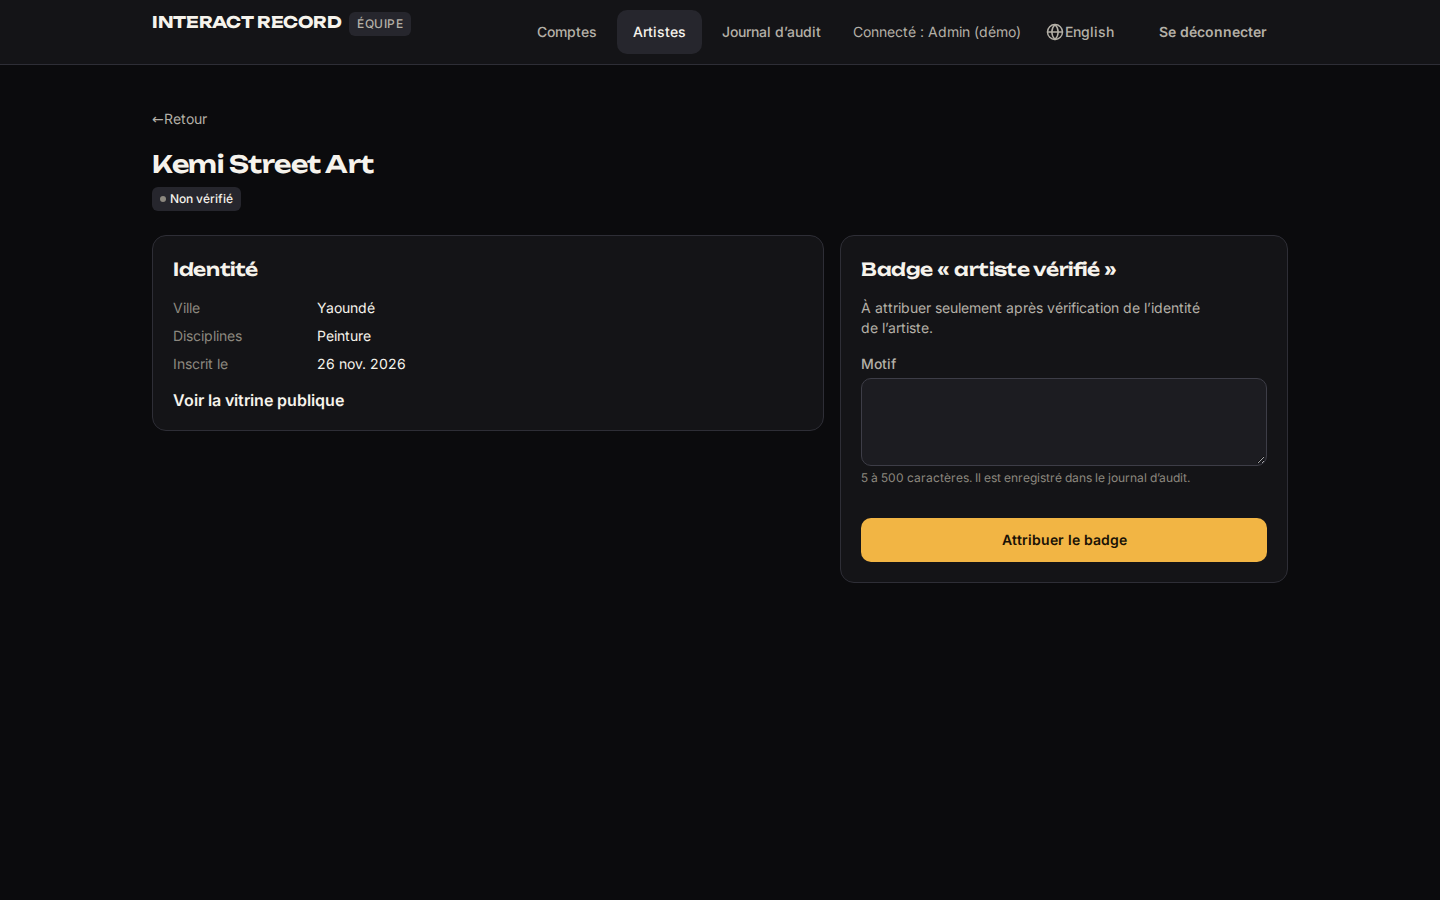 INTERACT RECORD ÉQUIPE Comptes Artistes Journal d’audit Connecté : Admin (démo) English Se déconnecter
←Retour
Kemi Street Art
Non vérifié
Identité
Ville Yaoundé
Disciplines Peinture
Inscrit le 26 nov. 2026
Voir la vitrine publique
Badge « artiste vérifié »
À attribuer seulement après vérification de l’identité
de l’artiste.
Motif
5 à 500 caractères. Il est enregistré dans le journal d’audit.
Attribuer le badge